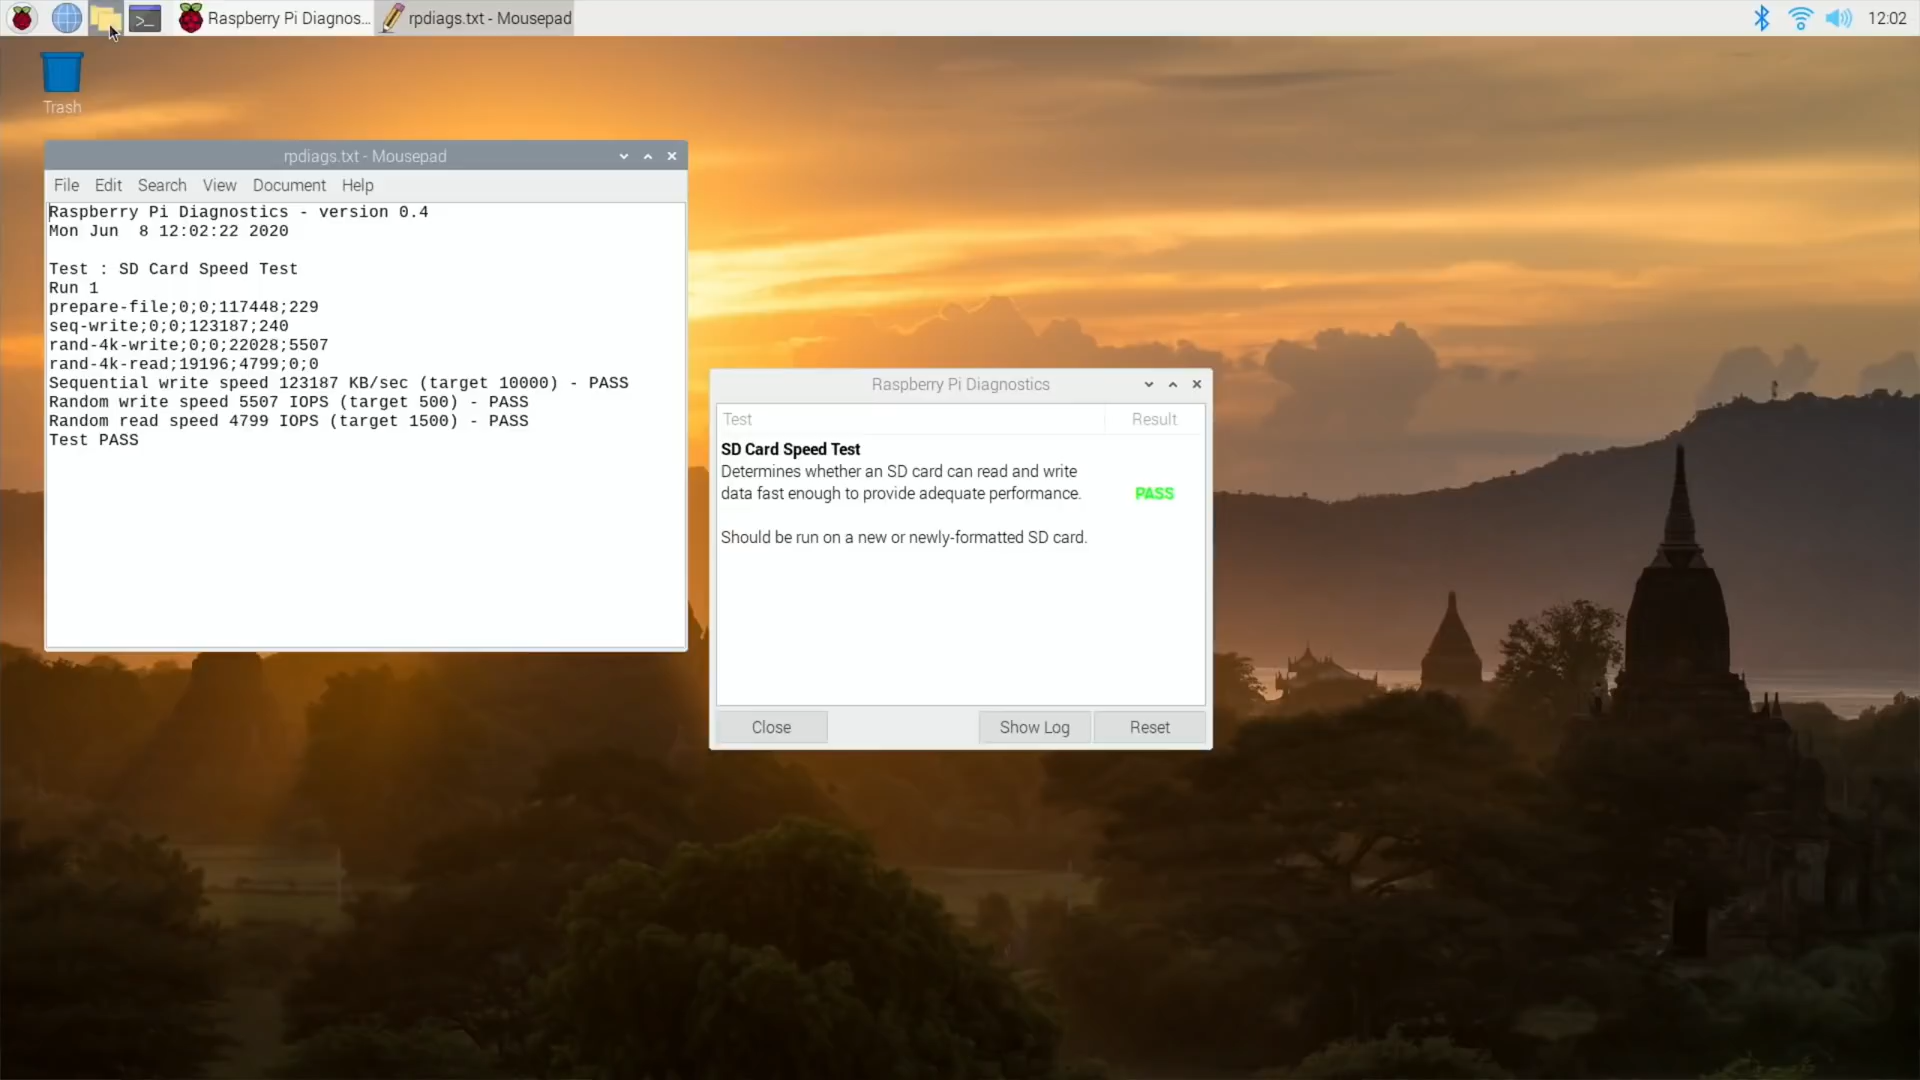 Raspberry Pi Diagnos...
rpdiags.txt - Mousepad
12:02
Trash
rpdiags.txt - Mousepad
File Edit Search View Document Help
Raspberry Pi Diagnostics - version 0.4
Mon Jun  8 12:02:22 2020
Test : SD Card Speed Test
Run 1
prepare-file;0;0;117448;229
seq-write;0;0;123187;240
rand-4k-write;0;0;22028;5507
rand-4k-read;19196;4799;0;0
Sequential write speed 123187 KB/sec (target 10000) - PASS
Random write speed 5507 IOPS (target 500) - PASS
Random read speed 4799 IOPS (target 1500) - PASS
Test PASS
Raspberry Pi Diagnostics
Test Result
SD Card Speed Test
Determines whether an SD card can read and write
data fast enough to provide adequate performance.
PASS
Should be run on a new or newly-formatted SD card.
Close Show Log Reset